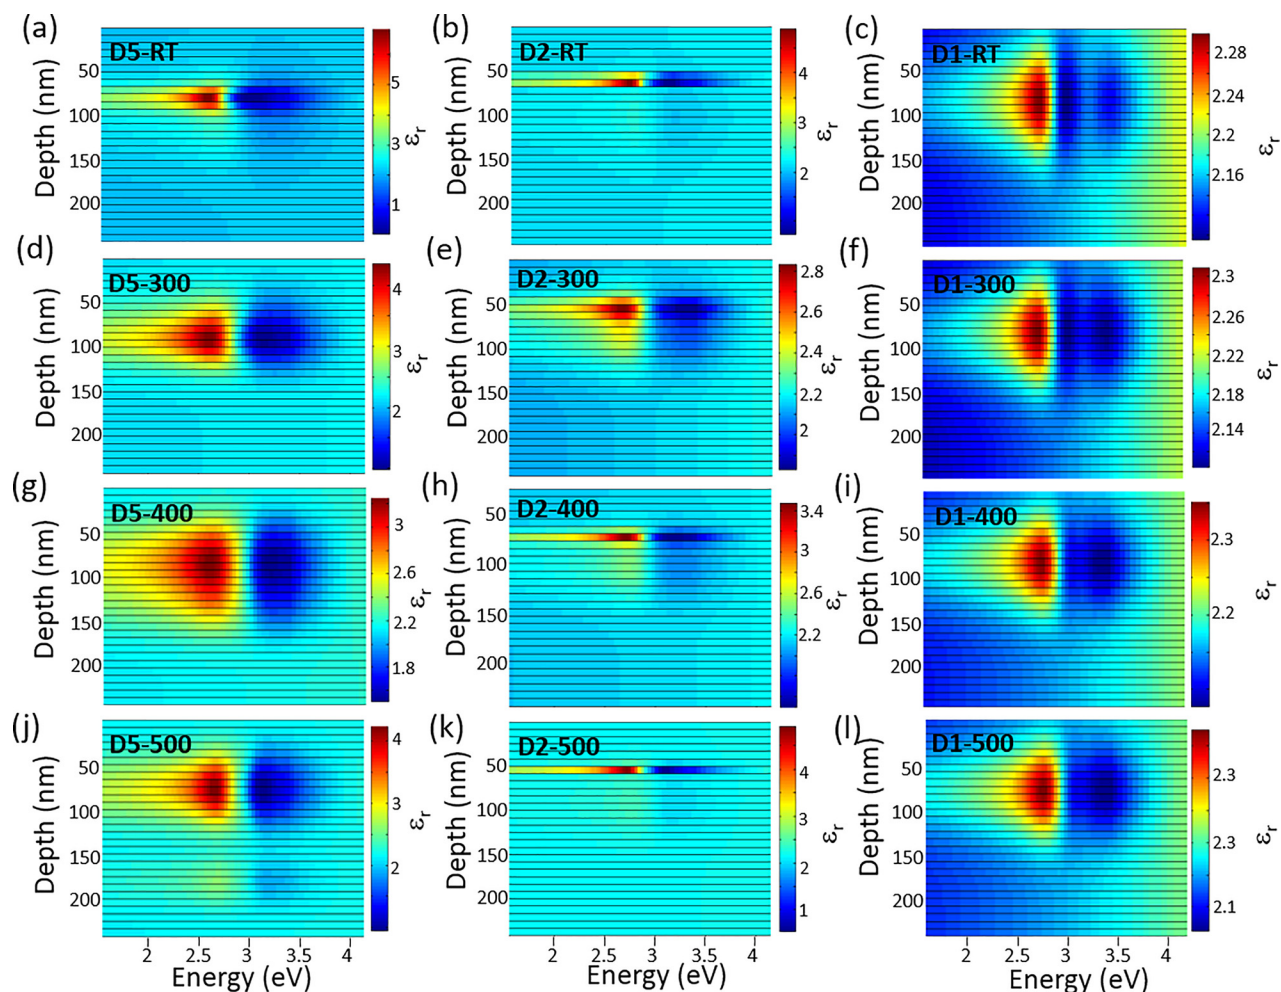 (a) (b) (c)
D5-RT D2-RT D1-RT
Depth (nm) 50 100 150 200 5 3 1 εr
Depth (nm) 50 100 150 200 4 3 2 εr
Depth (nm) 50 100 150 200 2.28 2.24 2.22 2.2 2.16 εr
(d) (e) (f)
D5-300 D2-300 D1-300
Depth (nm) 50 100 150 200 4 3 2 εr
Depth (nm) 50 100 150 200 2.8 2.6 2.4 2.2 2 εr
Depth (nm) 50 100 150 200 2.3 2.26 2.22 2.18 2.14 εr
(g) (h) (i)
D5-400 D2-400 D1-400
Depth (nm) 50 100 150 200 3 2.6 2.2 1.8 εr
Depth (nm) 50 100 150 200 3.4 3 2.6 2.2 εr
Depth (nm) 50 100 150 200 2.3 2.2 εr
(j) (k) (l)
D5-500 D2-500 D1-500
Depth (nm) 50 100 150 200 4 3 2 εr
Depth (nm) 50 100 150 200 4 3 2 1 εr
Depth (nm) 50 100 150 200 2.3 2.3 2.1 εr
2 2.5 3 3.5 4 2 2.5 3 3.5 4 2 2.5 3 3.5 4
Energy (eV) Energy (eV) Energy (eV)